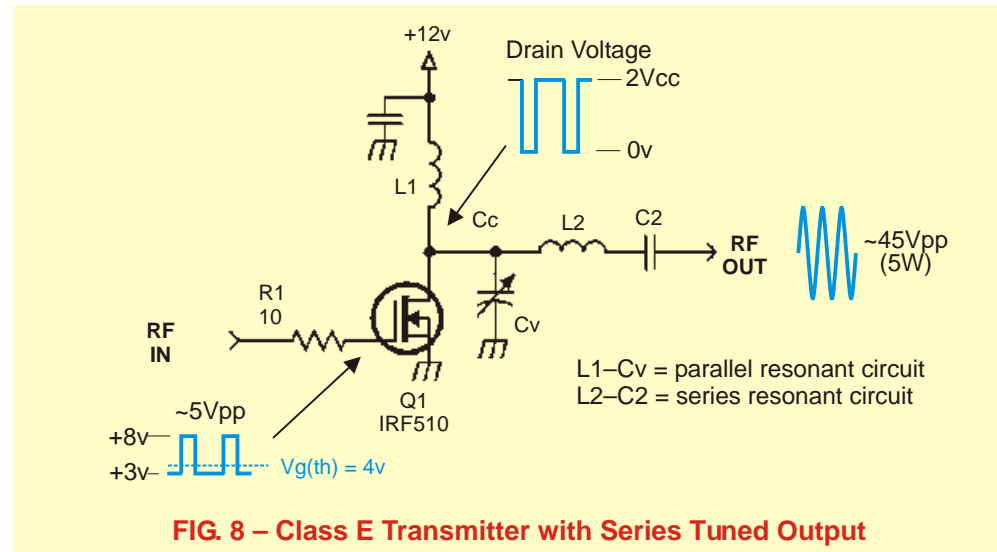 +12v
Drain Voltage
2Vcc
0v
L1
Cc
L2
C2
RF
OUT
~45Vpp
(5W)
R1
10
RF
IN
Cv
Q1
IRF510
L1–Cv = parallel resonant circuit
L2–C2 = series resonant circuit
~5Vpp
+8v
+3v
Vg(th) = 4v
FIG. 8 – Class E Transmitter with Series Tuned Output